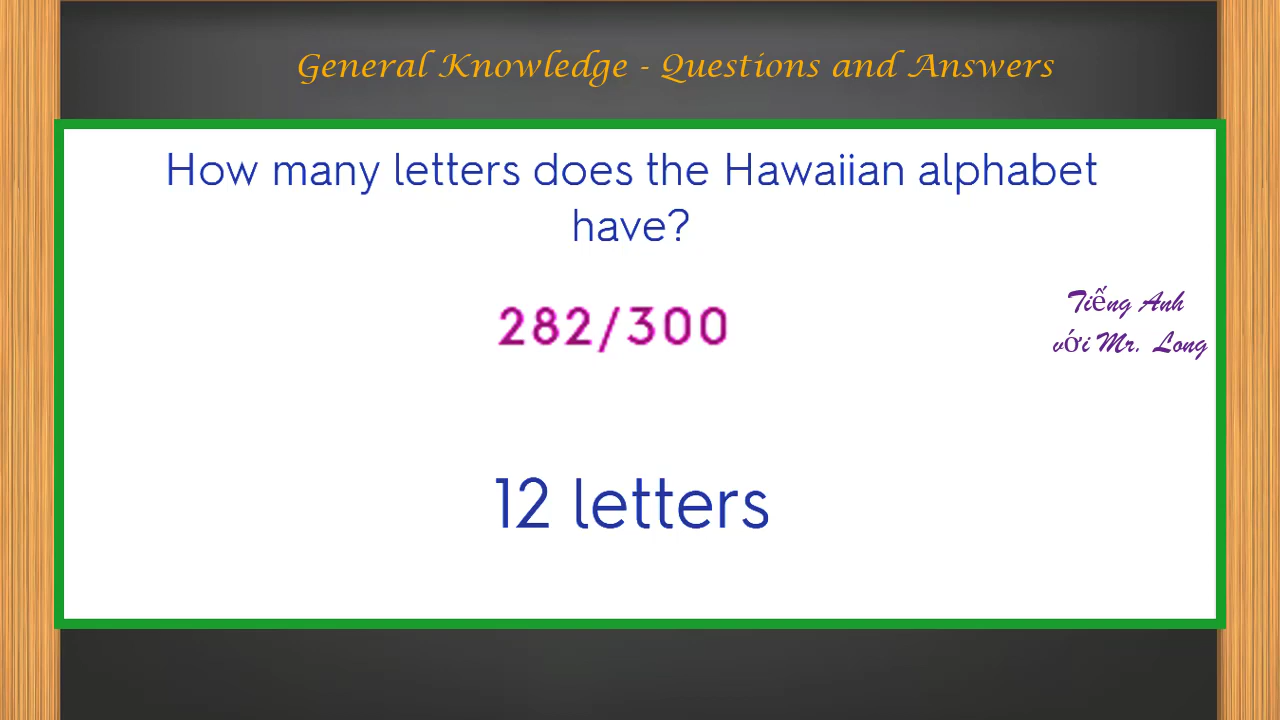 General Knowledge - Questions and Answers
How many letters does the Hawaiian alphabet
have?
282/300
Tiếng Anh
với Mr. Long
12 letters